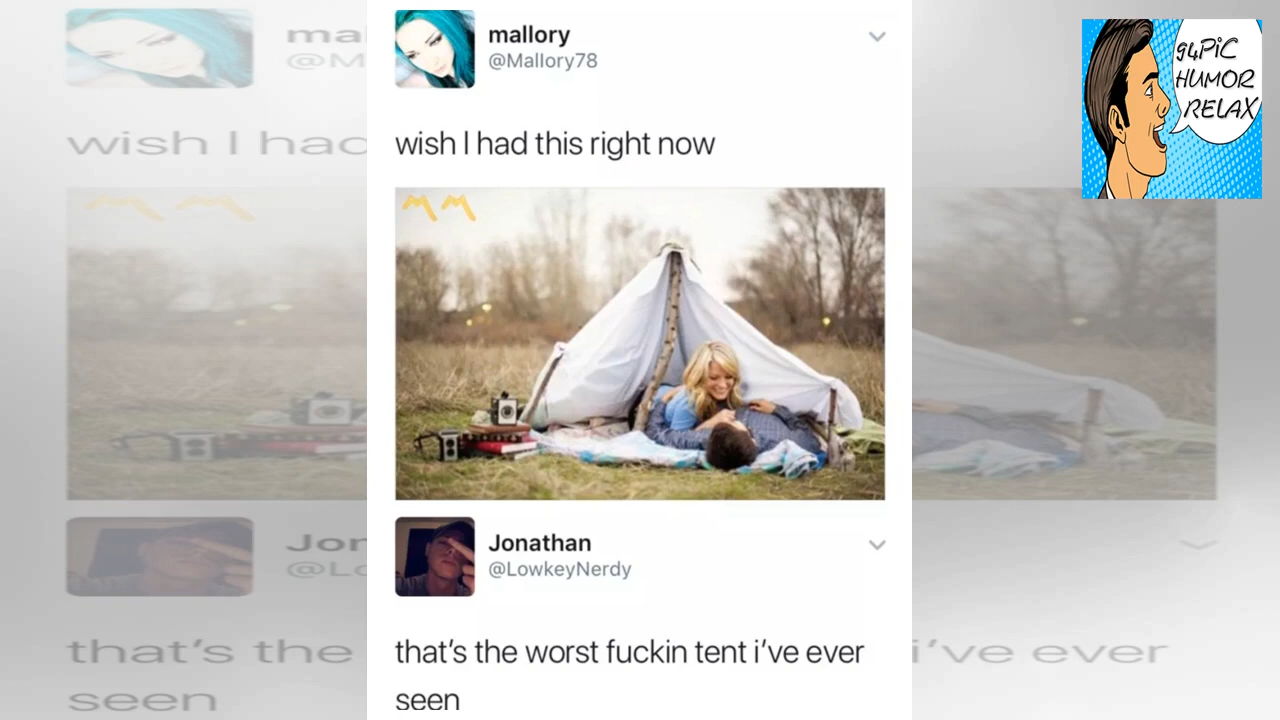 mallory
@Mallory78
wish I had this right now
Jonathan
@LowkeyNerdy
that's the worst fuckin tent i've ever
seen
94PiC
HUMOR
RELAX